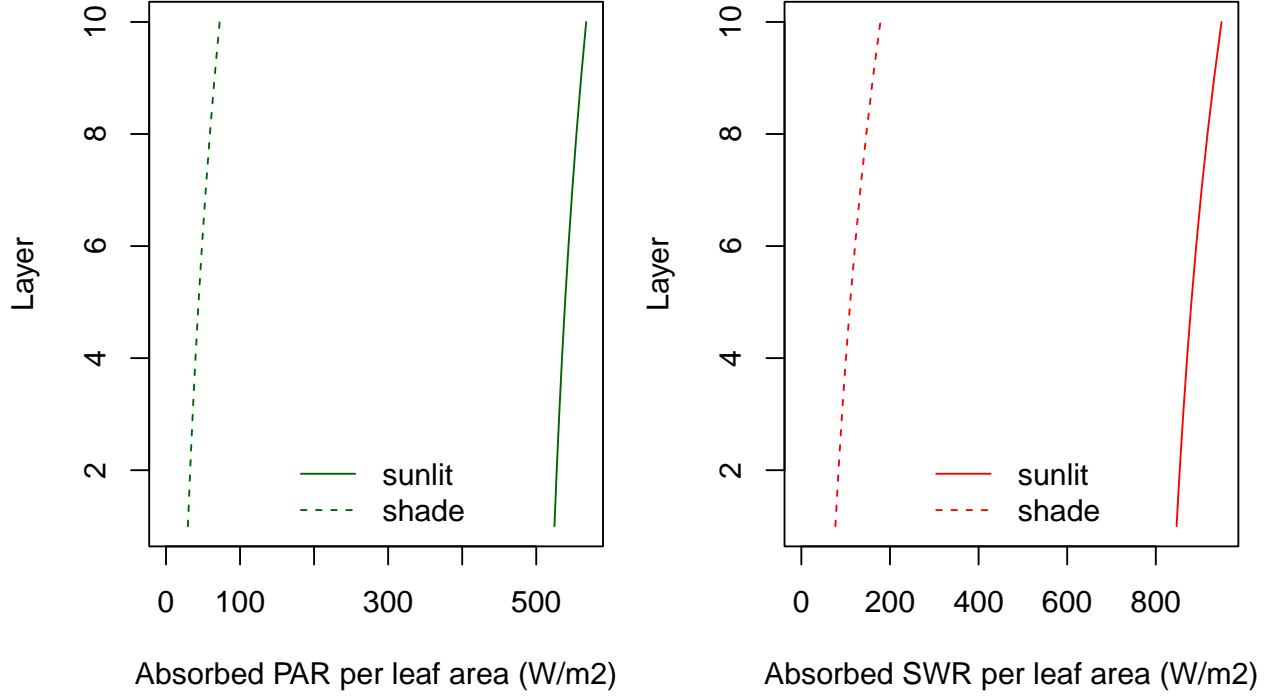 10
8
6
4
2
Layer
sunlit
shade
0 100 300 500
Absorbed PAR per leaf area (W/m2)
10
8
6
4
2
Layer
sunlit
shade
0 200 400 600 800
Absorbed SWR per leaf area (W/m2)